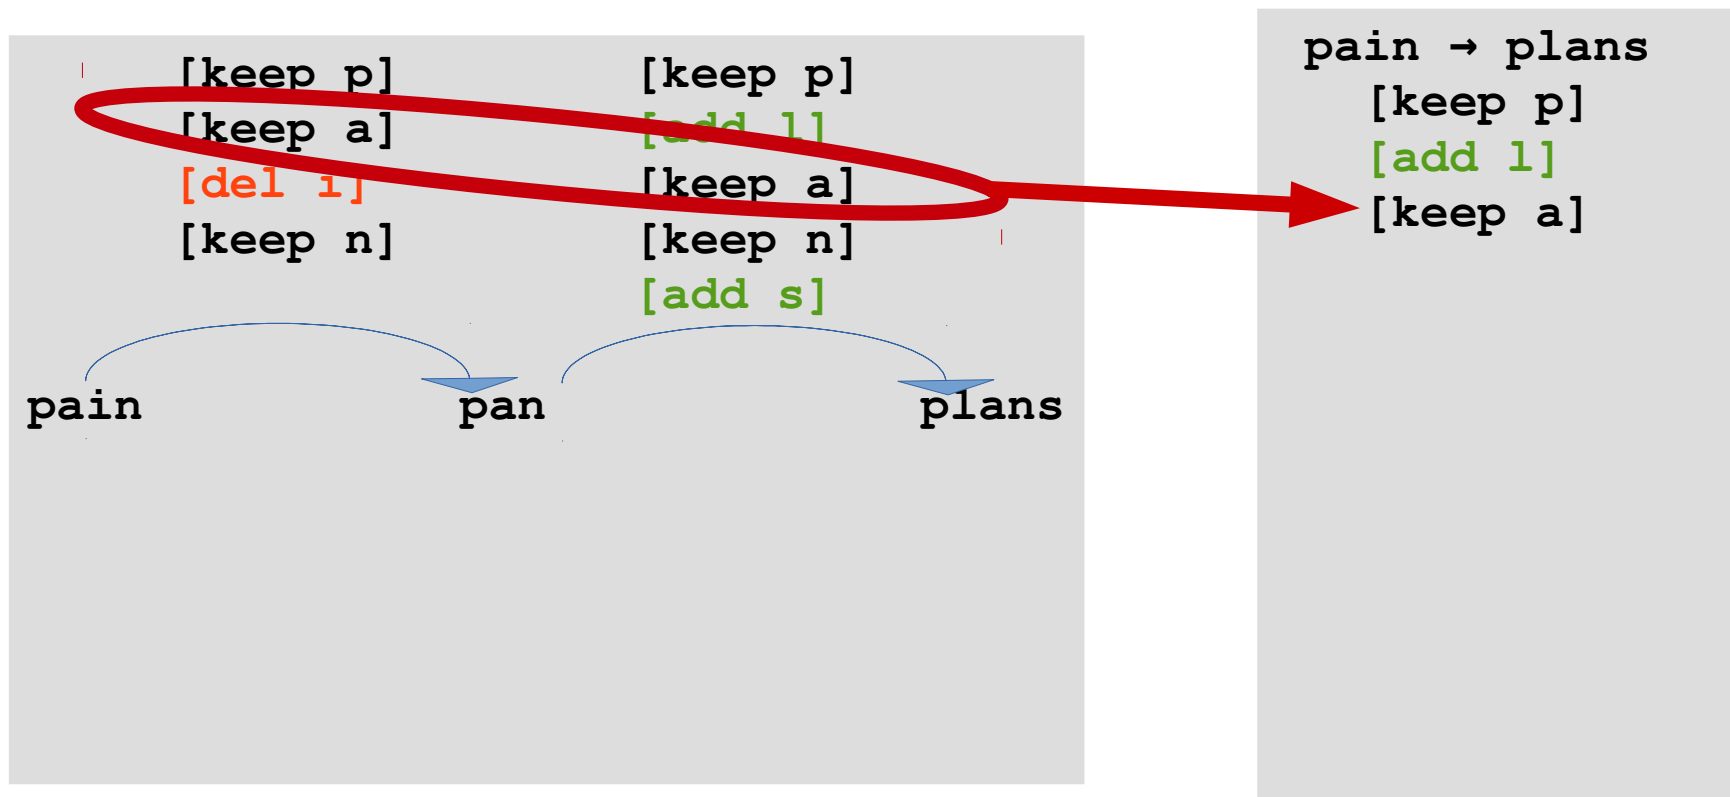 [keep p] [keep p]
[keep a] [add l]
[del i] [keep a]
[keep n] [keep n]
[add s]
pain pan plans
pain → plans
[keep p]
[add l]
[keep a]